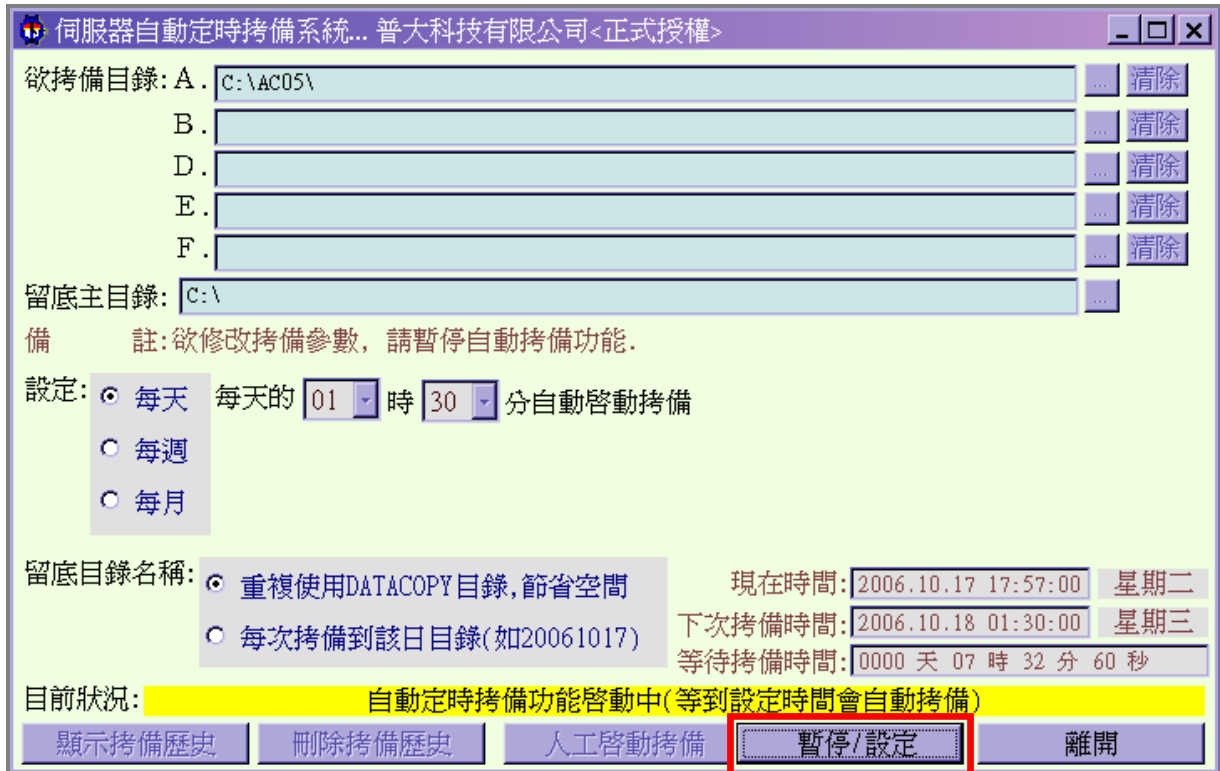 伺服器自動定時拷備系統... 普大科技有限公司<正式授權>
欲拷備目錄: A . C:\AC05\ ... 清除
B . ... 清除
D . ... 清除
E . ... 清除
F . ... 清除
留底主目錄: C:\ ...
備 註:欲修改拷備參數, 請暫停自動拷備功能.
設定: 每天 每天的 01 時 30 分自動啓動拷備
每週
每月
留底目錄名稱: 重複使用DATACOPY目錄,節省空間 現在時間: 2006.10.17 17:57:00 星期二
每次拷備到該日目錄(如20061017) 下次拷備時間: 2006.10.18 01:30:00 星期三
等待拷備時間: 0000 天 07 時 32 分 60 秒
目前狀況: 自動定時拷備功能啓動中(等到設定時間會自動拷備)
顯示拷備歷史 刪除拷備歷史 人工啓動拷備 暫停/設定 離開